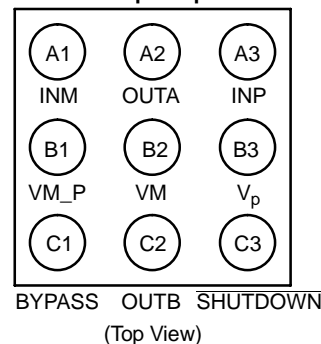 A1 A2 A3
INM OUTA INP
B1 B2 B3
VM_P VM Vp
C1 C2 C3
BYPASS OUTB SHUTDOWN
(Top View)